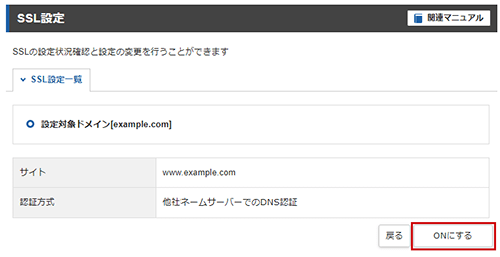 SSL設定
関連マニュアル
SSLの設定状況確認と設定の変更を行うことができます
SSL設定一覧
設定対象ドメイン[example.com]
サイト www.example.com
認証方式 他社ネームサーバーでのDNS認証
戻る ONにする